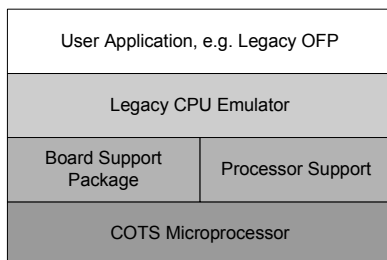 User Application, e.g. Legacy OFP
Legacy CPU Emulator
Board Support
Package
Processor Support
COTS Microprocessor